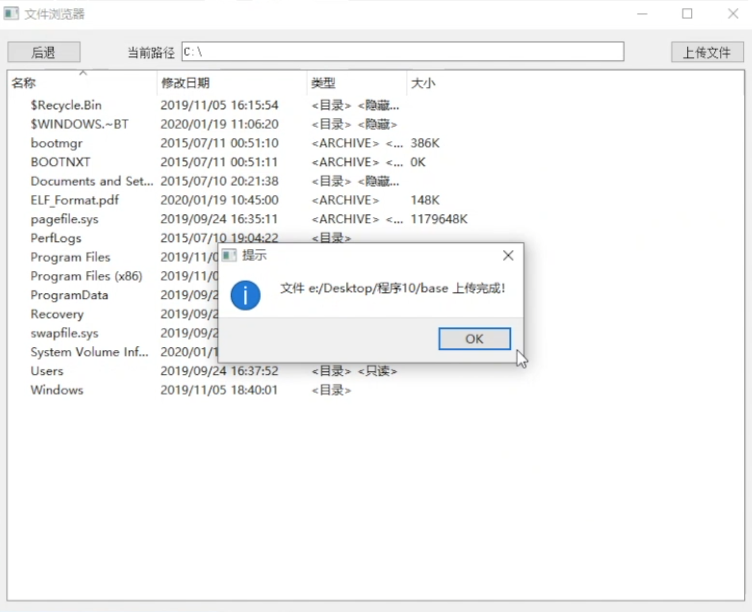 文件浏览器
后退 当前路径 C:\ 上传文件
名称 修改日期 类型 大小
$Recycle.Bin 2019/11/05 16:15:54 <目录> <隐藏...
$WINDOWS.~BT 2020/01/19 11:06:20 <目录> <隐藏>
bootmgr 2015/07/11 00:51:10 <ARCHIVE> <... 386K
BOOTNXT 2015/07/11 00:51:11 <ARCHIVE> <... 0K
Documents and Set... 2015/07/10 20:21:38 <目录> <隐藏...
ELF_Format.pdf 2020/01/19 10:45:00 <ARCHIVE> 148K
pagefile.sys 2019/09/24 16:35:11 <ARCHIVE> <... 1179648K
PerfLogs 2015/07/10 19:04:22 <目录>
Program Files 2019/11/0
Program Files (x86) 2019/11/0
ProgramData 2019/09/2
Recovery 2019/09/2
swapfile.sys 2019/09/2
System Volume Inf... 2020/01/1
Users 2019/09/24 16:37:52 <目录> <只读>
Windows 2019/11/05 18:40:01 <目录>
提示
文件 e:/Desktop/程序10/base 上传完成!
OK